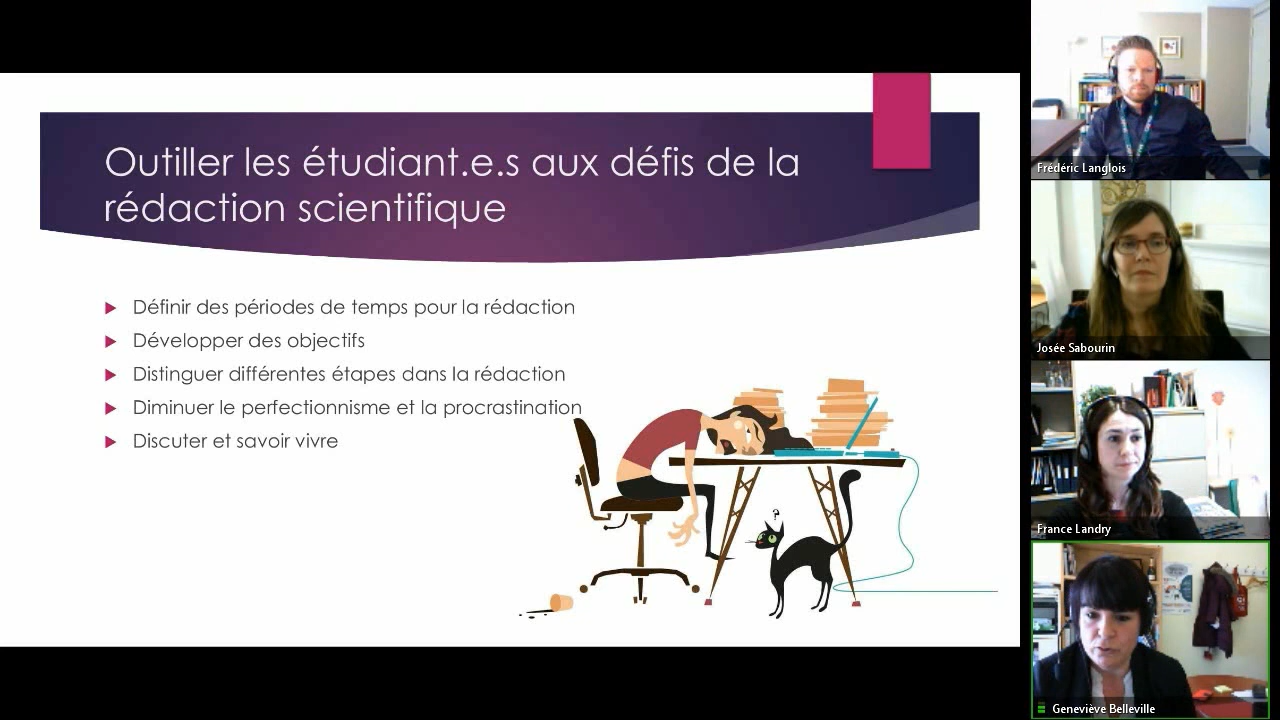 Outiller les étudiant.e.s aux défis de la
rédaction scientifique
Définir des périodes de temps pour la rédaction
Développer des objectifs
Distinguer différentes étapes dans la rédaction
Diminuer le perfectionnisme et la procrastination
Discuter et savoir vivre
?
Frédéric Langlois
Josée Sabourin
France Landry
Geneviève Belleville